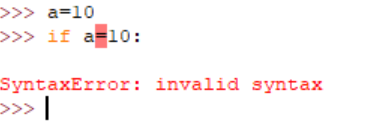 >>> a=10
>>> if a=10:
SyntaxError: invalid syntax
>>>